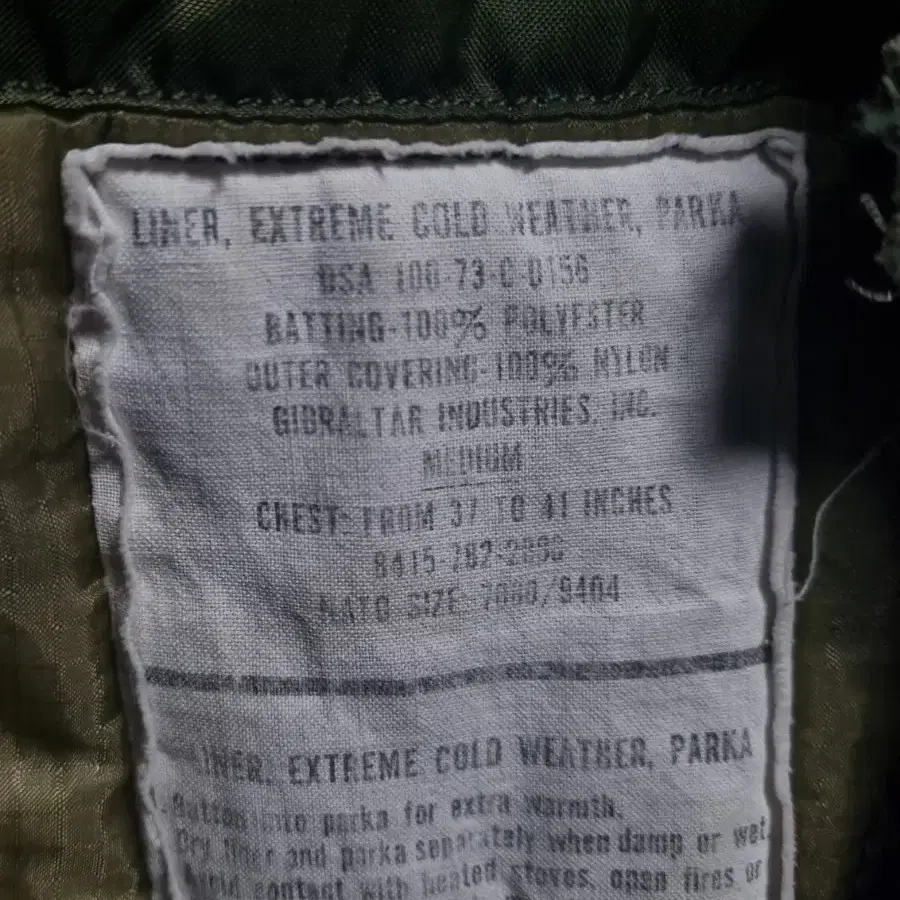 LINER, EXTREME COLD WEATHER, PARKA
DSA 100-73-C-0156
BATTING-100% POLYESTER
OUTER COVERING-100% NYLON
GIBRALTAR INDUSTRIES, INC.
MEDIUM
CHEST: FROM 37 TO 41 INCHES
NATO SIZE: 7080/9404
LINER, EXTREME COLD WEATHER, PARKA
Button into parka for extra warmth.
Dry liner and parka separately when damp or wet.
Avoid contact with heated stoves, open fires or